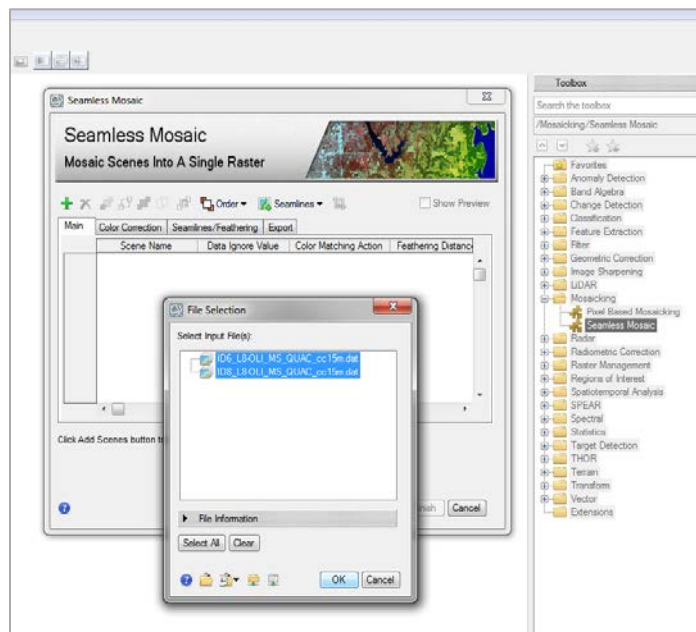 Seamless Mosaic
Seamless Mosaic
Mosaic Scenes Into A Single Raster
Order
Seamlines
Show Preview
Main
Color Correction
Seamlines/Feathering
Export
Scene Name
Data Ignore Value
Color Matching Action
Feathering Distance
Click Add Scenes button
Cancel
File Selection
Select Input File(s):
ID6_L8-OLI_MS_QUAC_cc15m.dat
ID8_L8-OLI_MS_QUAC_cc15m.dat
File Information
Select All
Clear
OK
Cancel
Toolbox
Search the toolbox
/Mosaicking/Seamless Mosaic
Favorites
Anomaly Detection
Band Algebra
Change Detection
Classification
Feature Extraction
Filter
Geometric Correction
Image Sharpening
LiDAR
Mosaicking
Pixel Based Mosaicking
Seamless Mosaic
Radar
Radiometric Correction
Raster Management
Regions of Interest
Spatiotemporal Analysis
SPEAR
Spectral
Statistics
Target Detection
THOR
Terrain
Transform
Vector
Extensions